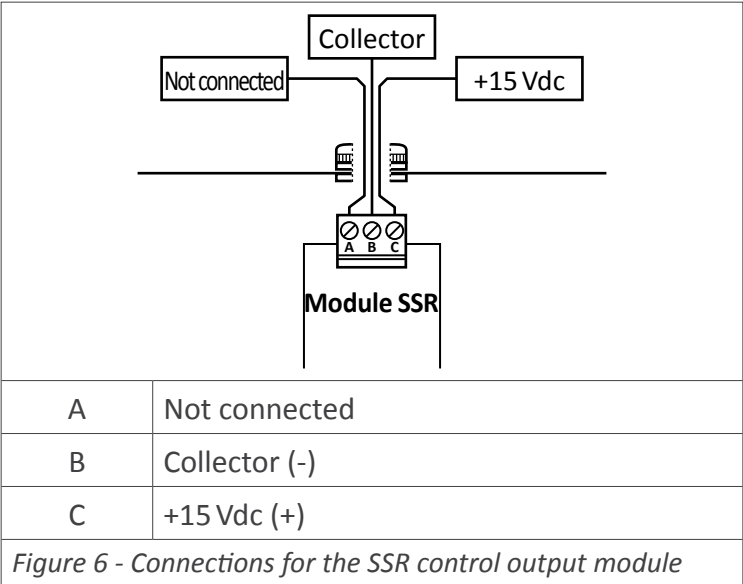 Collector
Not connected
+15 Vdc
A B C
Module SSR
A Not connected
B Collector (-)
C +15 Vdc (+)
Figure 6 - Connections for the SSR control output module